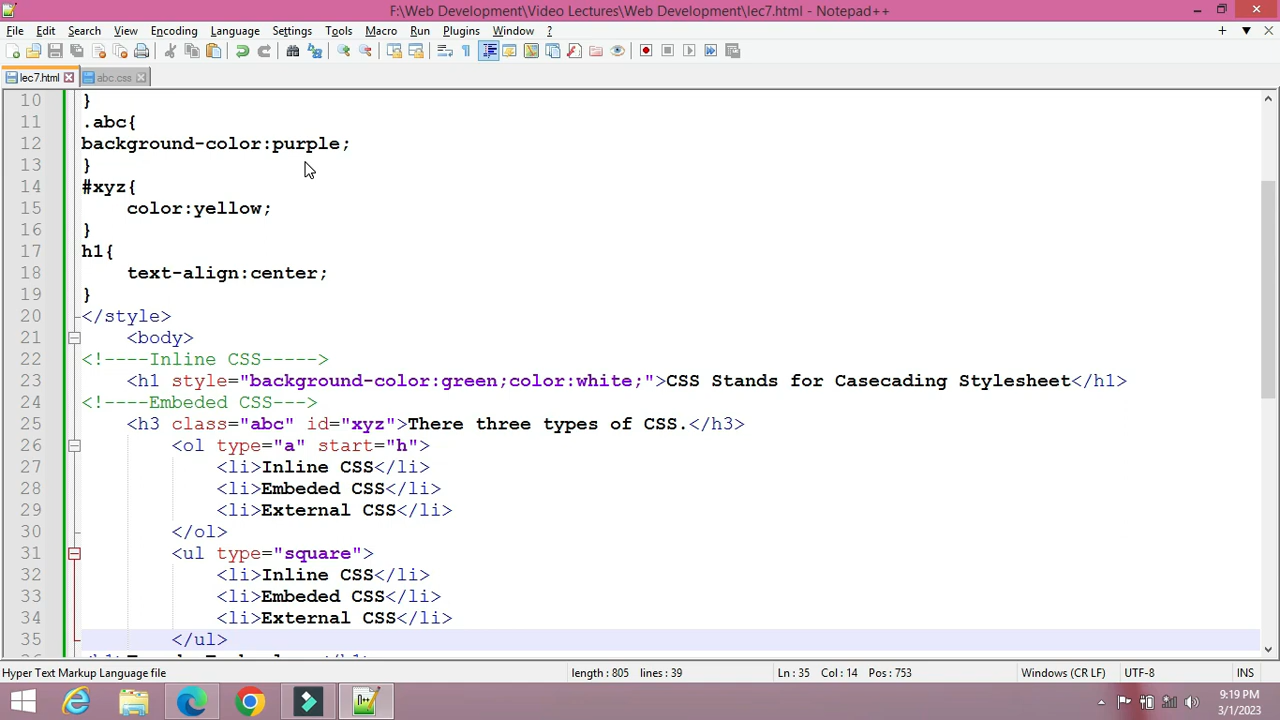 F:\Web Development\Video Lectures\Web Development\lec7.html - Notepad++
File Edit Search View Encoding Language Settings Tools Macro Run Plugins Window ?
lec7.html abc.css
10 }
11 .abc{
12 background-color:purple;
13 }
14 #xyz{
15 color:yellow;
16 }
17 h1{
18 text-align:center;
19 }
20 </style>
21 <body>
22 <!----Inline CSS----->
23 <h1 style="background-color:green;color:white;">CSS Stands for Casecading Stylesheet</h1>
24 <!----Embeded CSS--->
25 <h3 class="abc" id="xyz">There three types of CSS.</h3>
26 <ol type="a" start="h">
27 <li>Inline CSS</li>
28 <li>Embeded CSS</li>
29 <li>External CSS</li>
30 </ol>
31 <ul type="square">
32 <li>Inline CSS</li>
33 <li>Embeded CSS</li>
34 <li>External CSS</li>
35 </ul>
Hyper Text Markup Language file length : 805 lines : 39 Ln : 35 Col : 14 Pos : 753 Windows (CR LF) UTF-8 INS
9:19 PM
3/1/2023